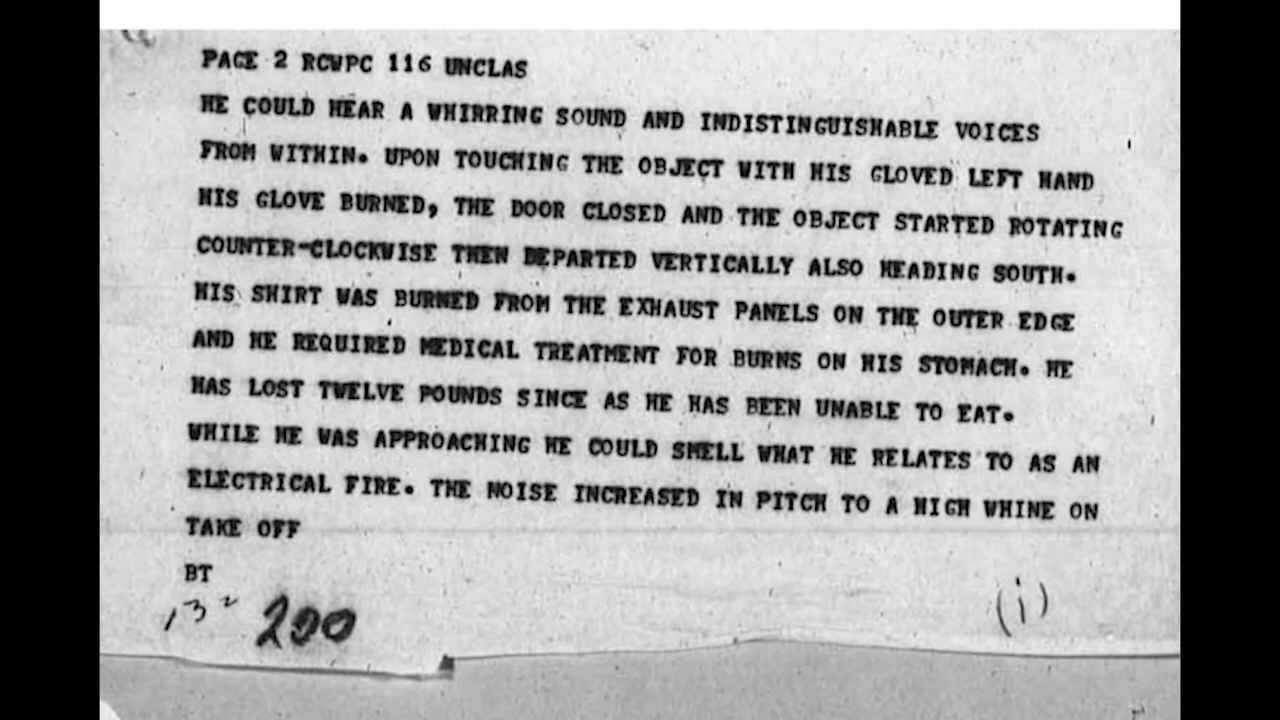 PAGE 2 RCWPC 116 UNCLAS
HE COULD HEAR A WHIRRING SOUND AND INDISTINGUISHABLE VOICES
FROM WITHIN. UPON TOUCHING THE OBJECT WITH HIS GLOVED LEFT HAND
HIS GLOVE BURNED, THE DOOR CLOSED AND THE OBJECT STARTED ROTATING
COUNTER-CLOCKWISE THEN DEPARTED VERTICALLY ALSO HEADING SOUTH.
HIS SHIRT WAS BURNED FROM THE EXHAUST PANELS ON THE OUTER EDGE
AND HE REQUIRED MEDICAL TREATMENT FOR BURNS ON HIS STOMACH. HE
HAS LOST TWELVE POUNDS SINCE AS HE HAS BEEN UNABLE TO EAT.
WHILE HE WAS APPROACHING HE COULD SMELL WHAT HE RELATES TO AS AN
ELECTRICAL FIRE. THE NOISE INCREASED IN PITCH TO A HIGH WHINE ON
TAKE OFF
BT
200
(i)